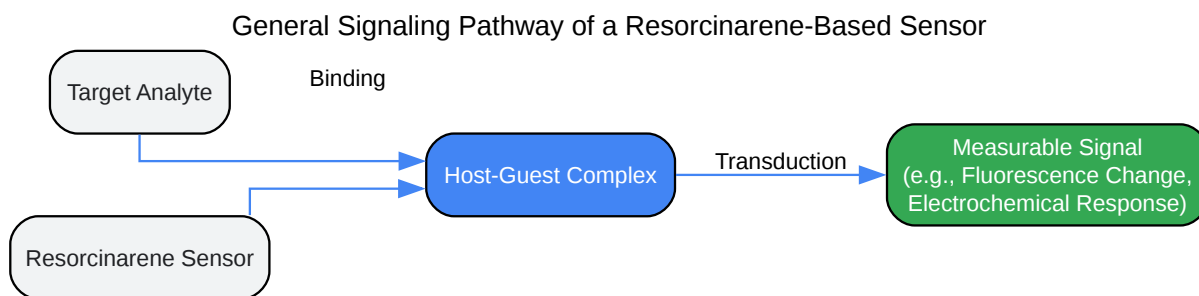 General Signaling Pathway of a Resorcinarene-Based Sensor
Target Analyte
Binding
Host-Guest Complex
Transduction
Measurable Signal
(e.g., Fluorescence Change,
Electrochemical Response)
Resorcinarene Sensor